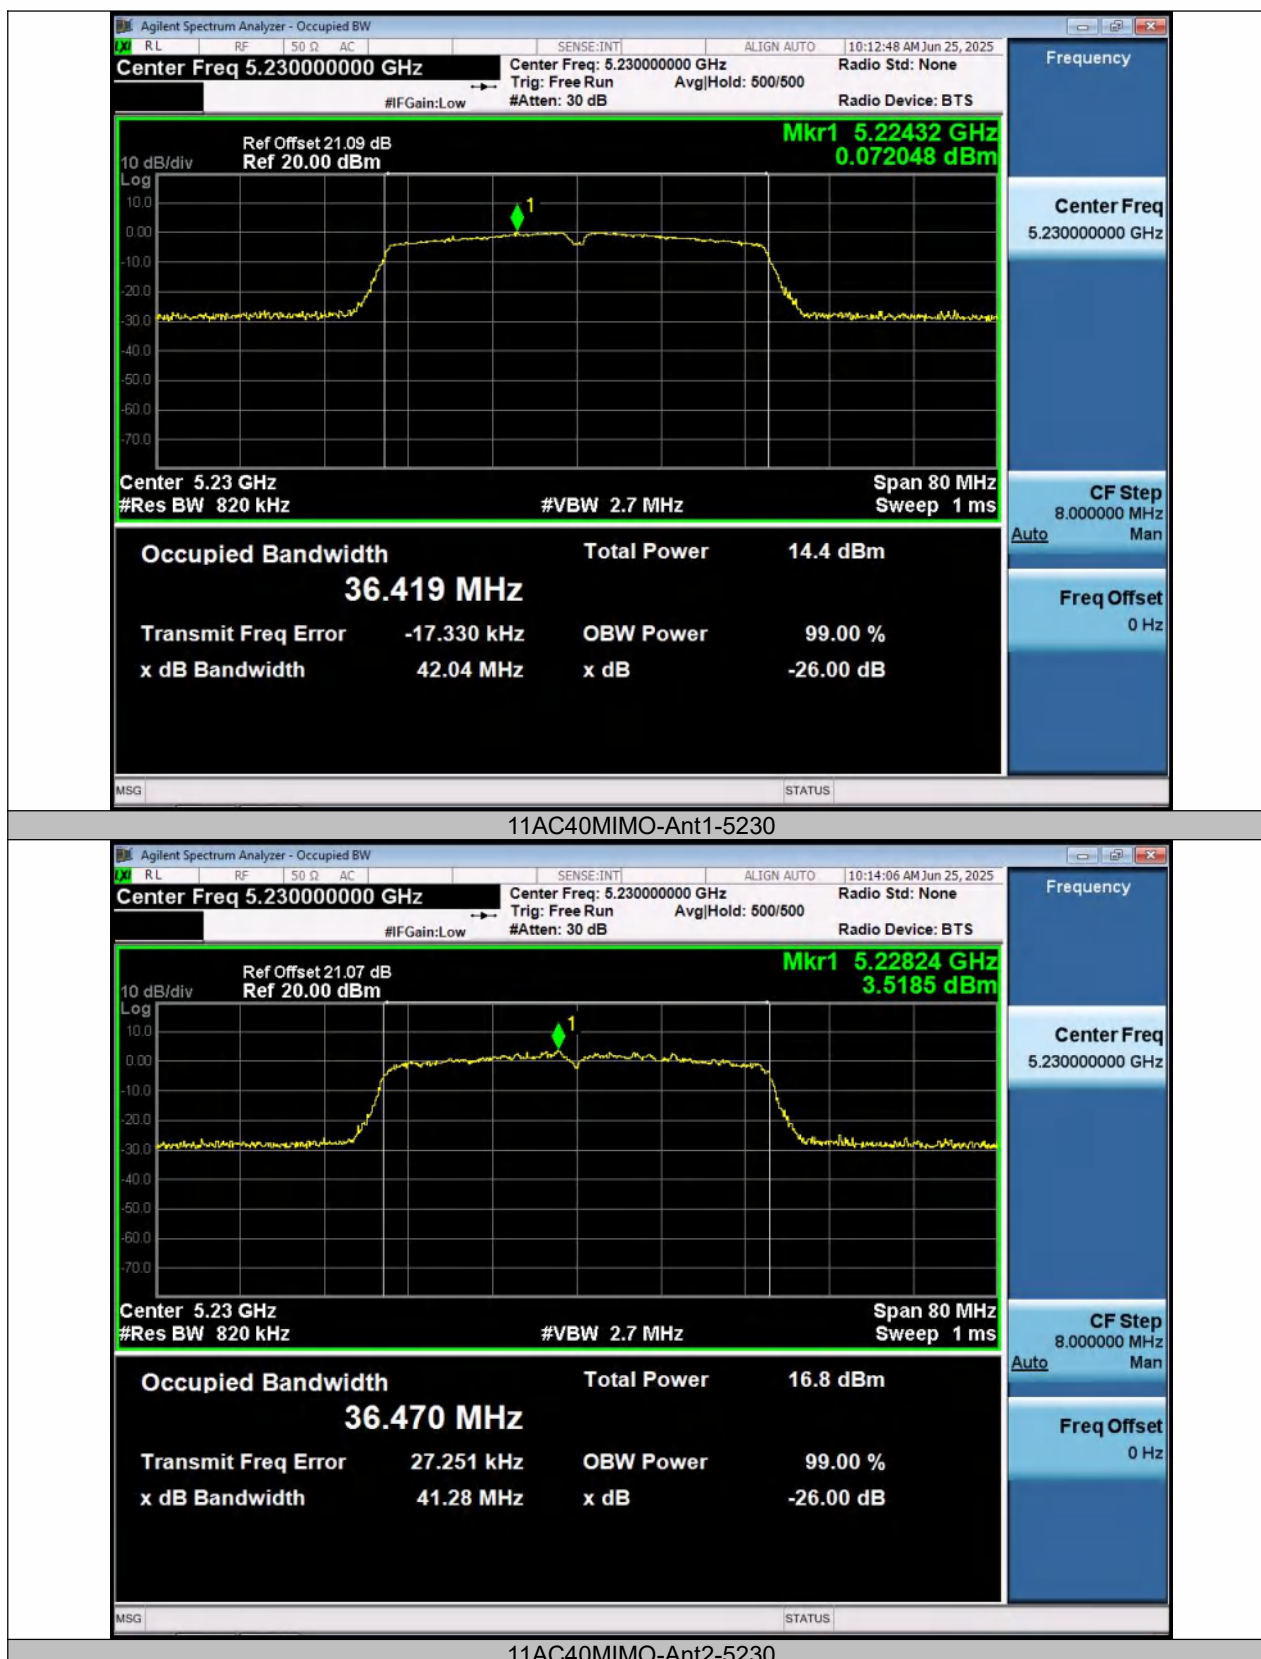 Agilent Spectrum Analyzer - Occupied BW
LXI RL RF 50 Ω AC SENSE:INT ALIGN AUTO 10:12:48 AM Jun 25, 2025
Center Freq 5.230000000 GHz
Center Freq: 5.230000000 GHz Radio Std: None
Trig: Free Run Avg|Hold: 500/500
#IFGain:Low #Atten: 30 dB Radio Device: BTS
Frequency
Mkr1 5.22432 GHz
0.072048 dBm
Ref Offset 21.09 dB
10 dB/div Ref 20.00 dBm
Log
10.0
0.00
-10.0
-20.0
-30.0
-40.0
-50.0
-60.0
-70.0
1
Center 5.23 GHz Span 80 MHz
#Res BW 820 kHz #VBW 2.7 MHz Sweep 1 ms
Center Freq
5.230000000 GHz
CF Step
8.000000 MHz
Auto Man
Freq Offset
0 Hz
Occupied Bandwidth Total Power 14.4 dBm
36.419 MHz
Transmit Freq Error -17.330 kHz OBW Power 99.00 %
x dB Bandwidth 42.04 MHz x dB -26.00 dB
MSG STATUS
11AC40MIMO-Ant1-5230
Agilent Spectrum Analyzer - Occupied BW
LXI RL RF 50 Ω AC SENSE:INT ALIGN AUTO 10:14:06 AM Jun 25, 2025
Center Freq 5.230000000 GHz
Center Freq: 5.230000000 GHz Radio Std: None
Trig: Free Run Avg|Hold: 500/500
#IFGain:Low #Atten: 30 dB Radio Device: BTS
Frequency
Mkr1 5.22824 GHz
3.5185 dBm
Ref Offset 21.07 dB
10 dB/div Ref 20.00 dBm
Log
10.0
0.00
-10.0
-20.0
-30.0
-40.0
-50.0
-60.0
-70.0
1
Center 5.23 GHz Span 80 MHz
#Res BW 820 kHz #VBW 2.7 MHz Sweep 1 ms
Center Freq
5.230000000 GHz
CF Step
8.000000 MHz
Auto Man
Freq Offset
0 Hz
Occupied Bandwidth Total Power 16.8 dBm
36.470 MHz
Transmit Freq Error 27.251 kHz OBW Power 99.00 %
x dB Bandwidth 41.28 MHz x dB -26.00 dB
MSG STATUS
11AC40MIMO-Ant2-5230